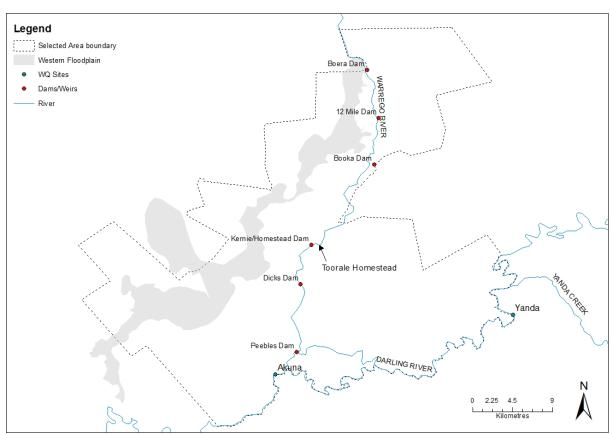 Legend
Selected Area boundary
Western Floodplain
WQ Sites
Dams/Weirs
River
Boera Dam
WARREGO RIVER
12 Mile Dam
Booka Dam
Kernie/Homestead Dam
Toorale Homestead
Dicks Dam
YANDA CREEK
Yanda
Peebles Dam
DARLING RIVER
Akuna
N
0 2.25 4.5 9
Kilometres